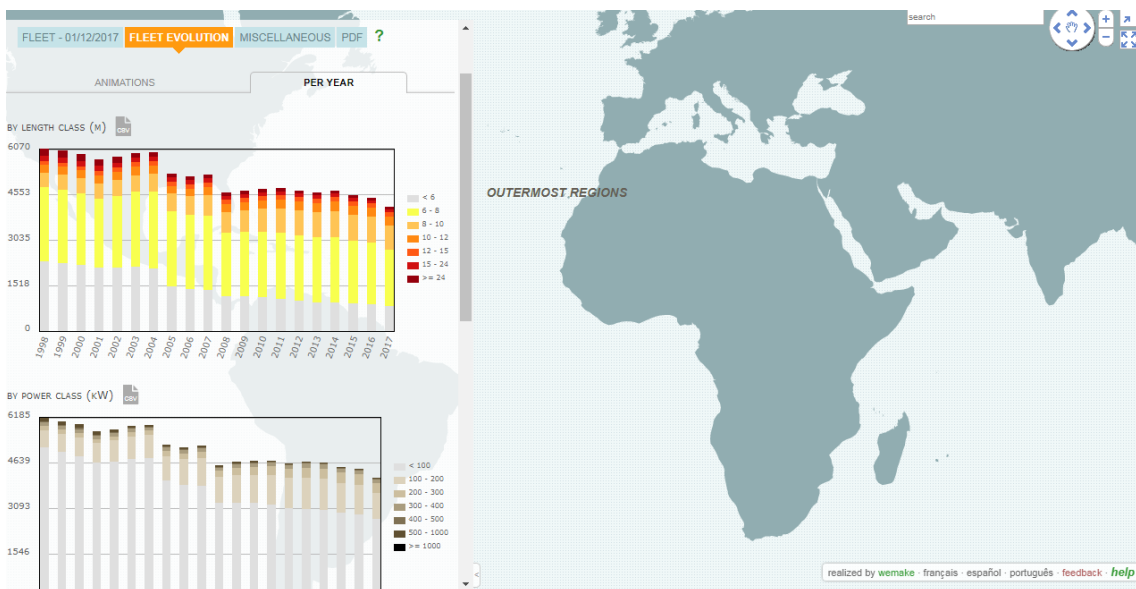 search
FLEET - 01/12/2017 FLEET EVOLUTION MISCELLANEOUS PDF ?
ANIMATIONS PER YEAR
BY LENGTH CLASS (M) CSV
6070
4553
3035
1518
0
< 6
6 - 8
8 - 10
10 - 12
12 - 15
15 - 24
>= 24
1998 1999 2000 2001 2002 2003 2004 2005 2006 2007 2008 2009 2010 2011 2012 2013 2014 2015 2016 2017
BY POWER CLASS (KW) CSV
6185
4639
3093
1546
< 100
100 - 200
200 - 300
300 - 400
400 - 500
500 - 1000
>= 1000
OUTERMOST REGIONS
realized by wemake · français · español · português · feedback · help